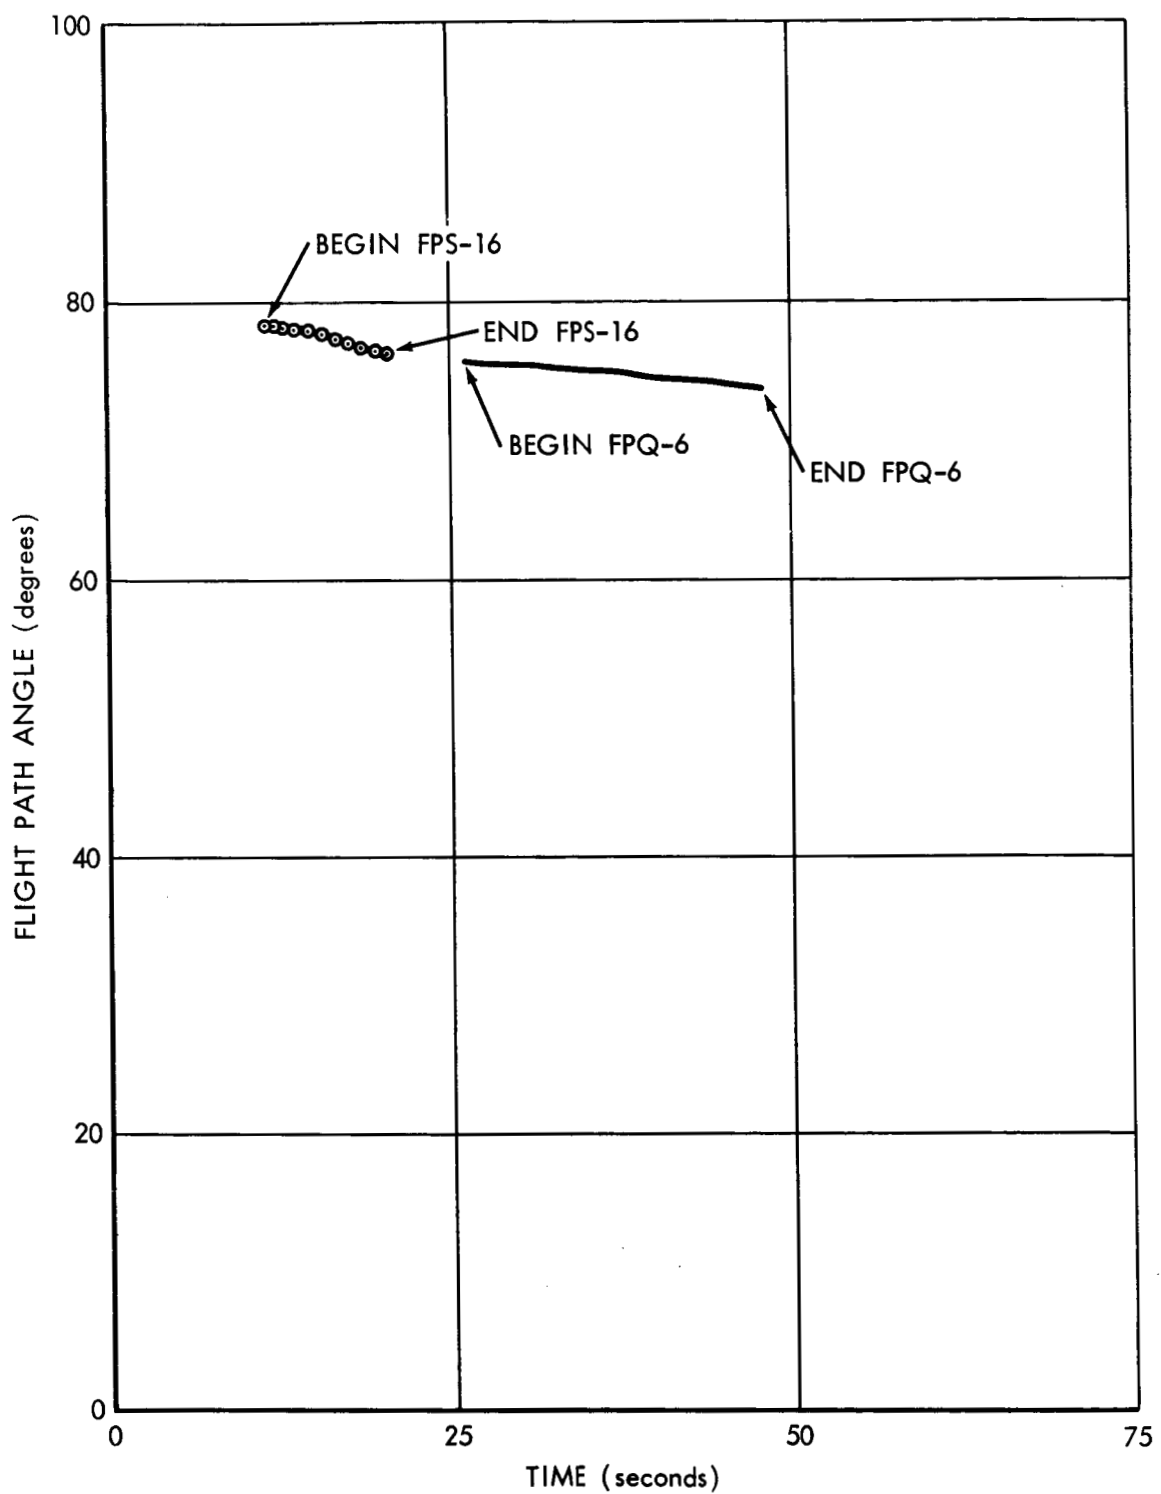 100
BEGIN FPS-16
80
END FPS-16
BEGIN FPQ-6
END FPQ-6
60
FLIGHT PATH ANGLE (degrees)
40
20
0
0 25 50 75
TIME (seconds)